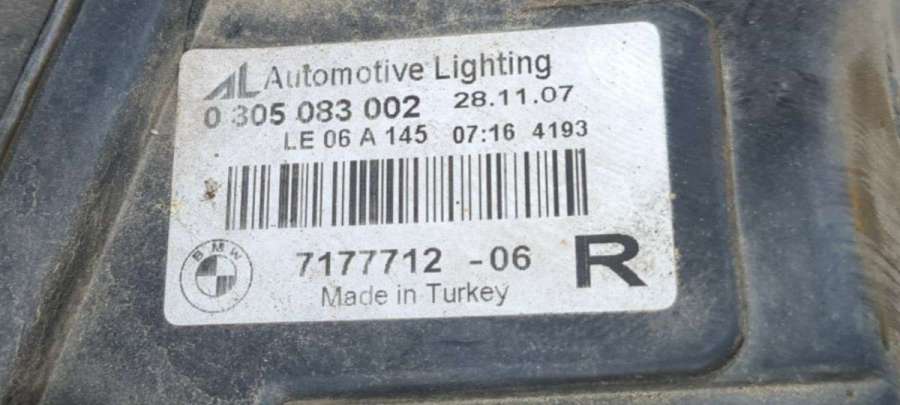 AL Automotive Lighting
0 305 083 002 28.11.07
LE 06 A 145 07:16 4193
BMW
7177712 -06 R
Made in Turkey